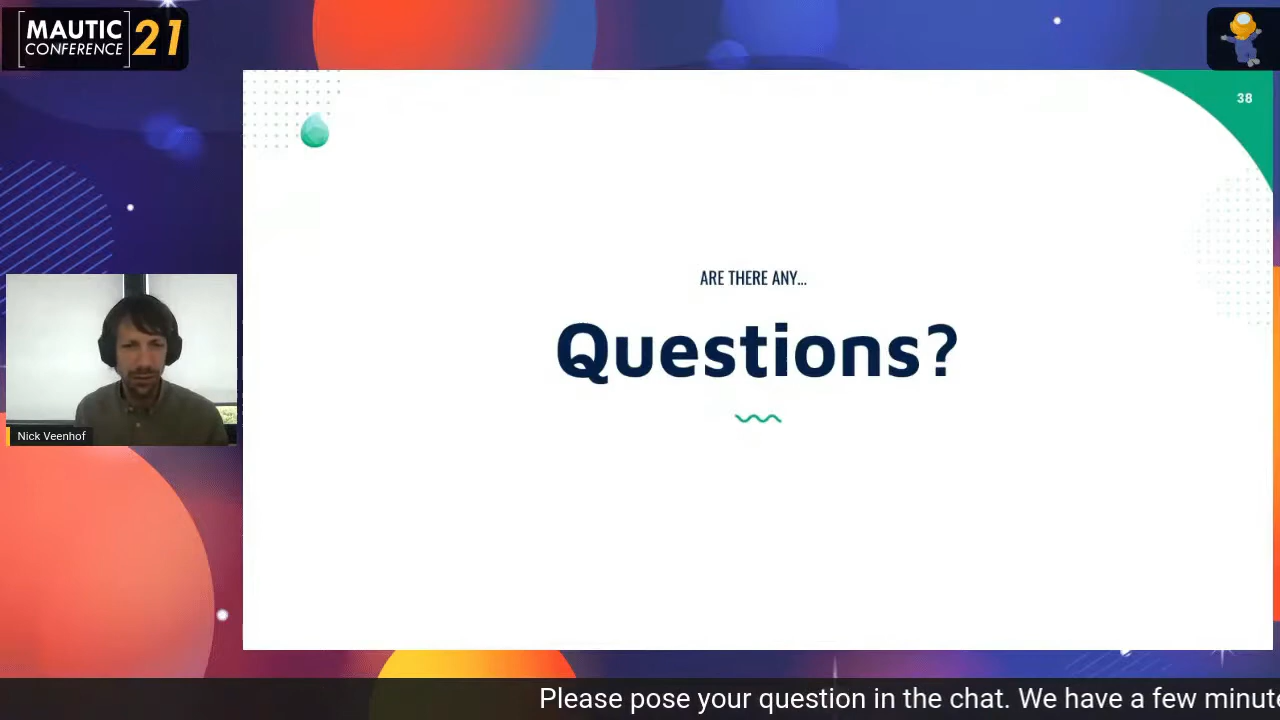 MAUTIC
CONFERENCE 21
38
ARE THERE ANY...
Questions?
Nick Veenhof
Please pose your question in the chat. We have a few minut